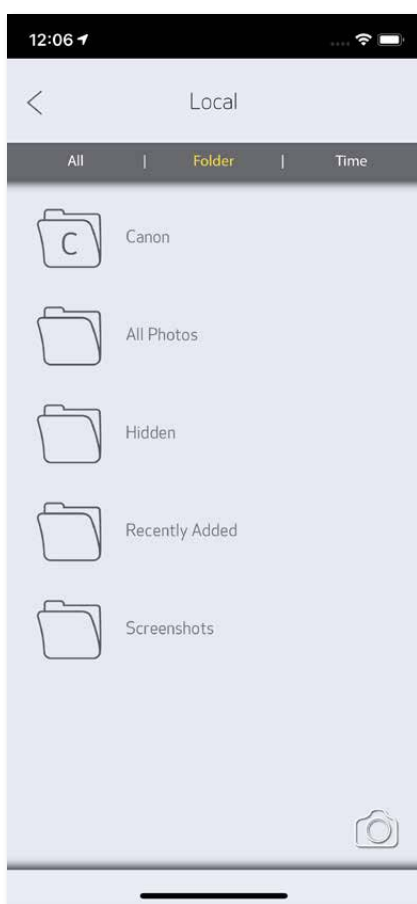 12:06
Local
All | Folder | Time
C Canon
All Photos
Hidden
Recently Added
Screenshots